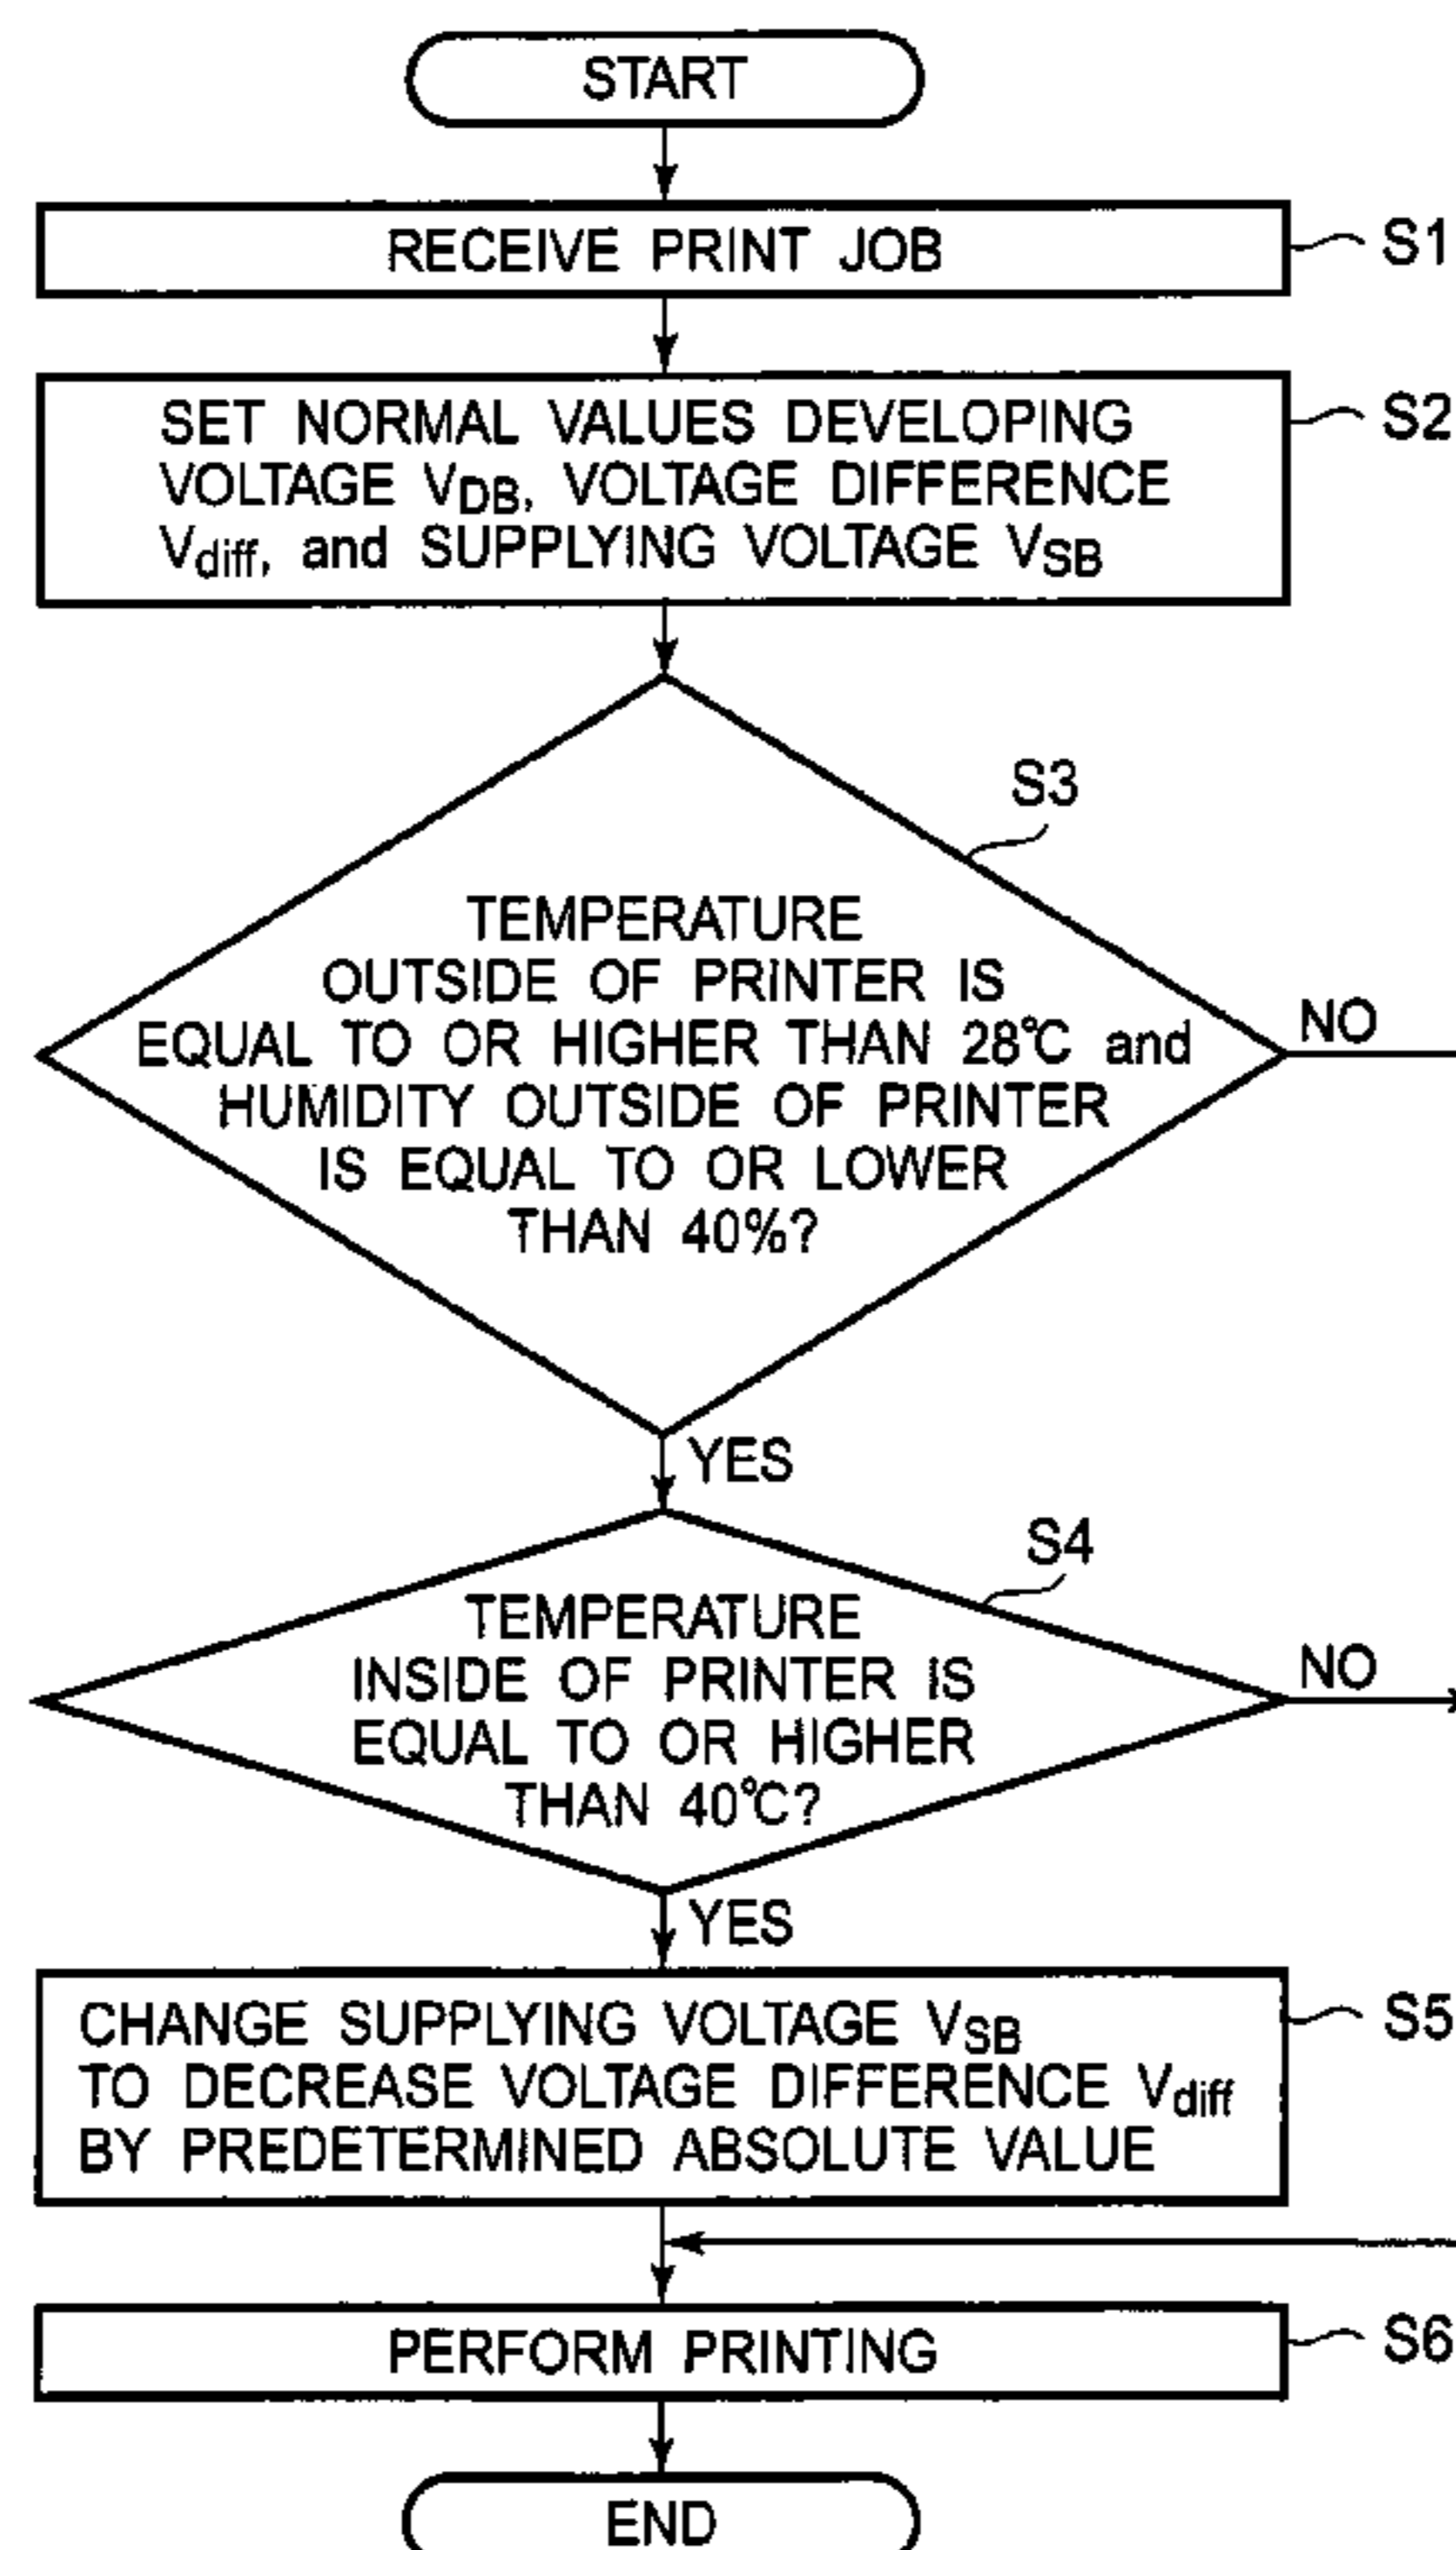 START
RECEIVE PRINT JOB
S1
SET NORMAL VALUES DEVELOPING
VOLTAGE VDB, VOLTAGE DIFFERENCE
Vdiff, and SUPPLYING VOLTAGE VSB
S2
S3
TEMPERATURE
OUTSIDE OF PRINTER IS
EQUAL TO OR HIGHER THAN 28℃ and
HUMIDITY OUTSIDE OF PRINTER
IS EQUAL TO OR LOWER
THAN 40%?
NO
YES
S4
TEMPERATURE
INSIDE OF PRINTER IS
EQUAL TO OR HIGHER
THAN 40℃?
NO
YES
CHANGE SUPPLYING VOLTAGE VSB
TO DECREASE VOLTAGE DIFFERENCE Vdiff
BY PREDETERMINED ABSOLUTE VALUE
S5
PERFORM PRINTING
S6
END